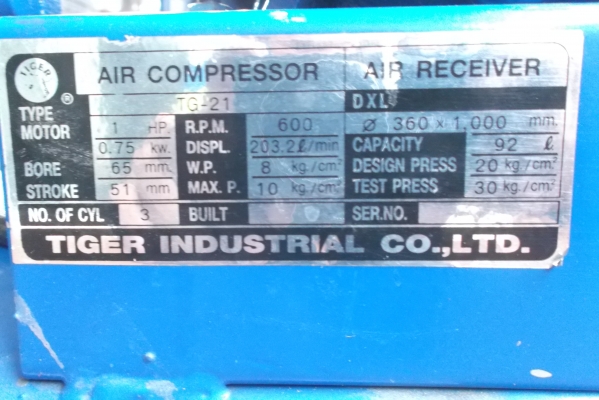 TIGER
®
AIR COMPRESSOR AIR RECEIVER
TYPE TG-21 DXL
MOTOR 1 HP. R.P.M. 600 Ø 360 x 1.000 mm.
0.75 kw. DISPL. 203.2ℓ/min CAPACITY 92 ℓ
BORE 65 mm. W.P. 8 kg./cm² DESIGN PRESS 20 kg./cm²
STROKE 51 mm. MAX. P. 10 kg./cm² TEST PRESS 30 kg./cm²
NO. OF CYL 3 BUILT SER.NO.
TIGER INDUSTRIAL CO.,LTD.